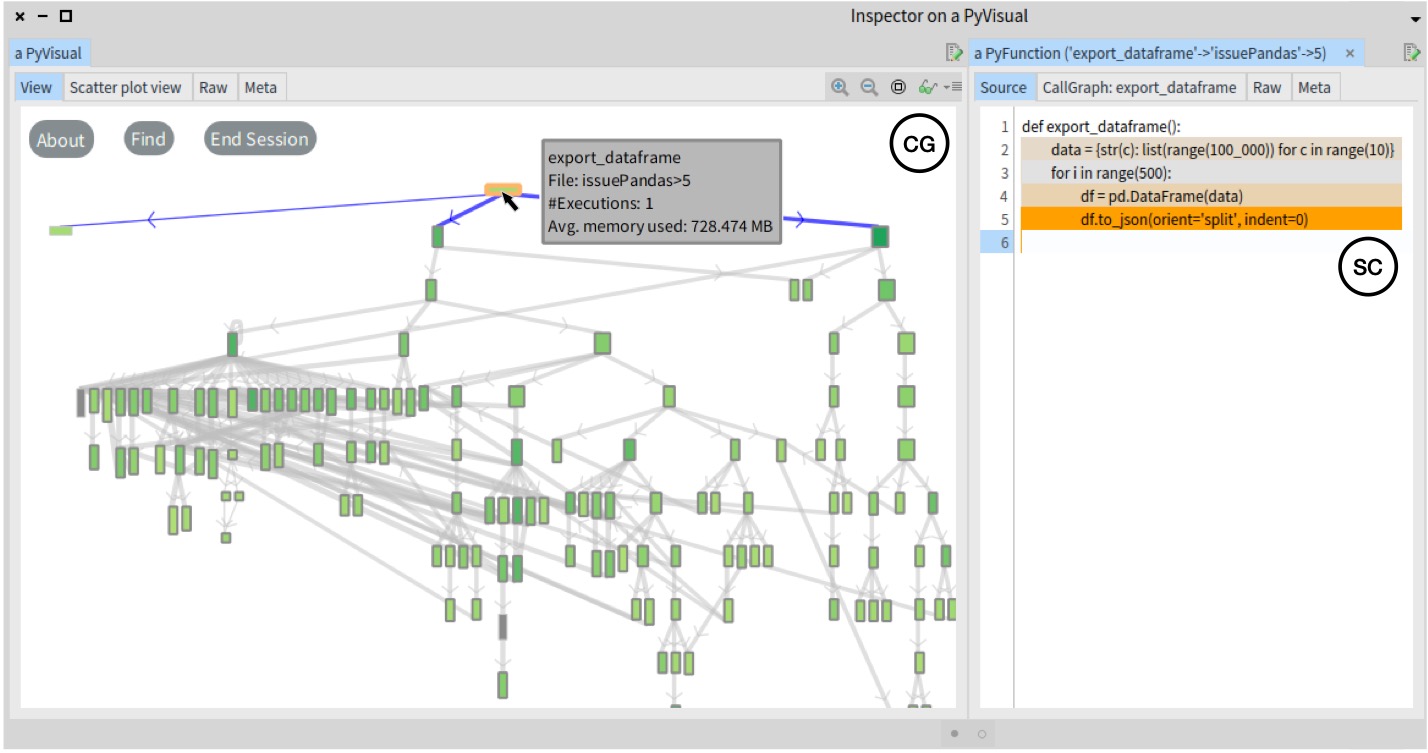 Inspector on a PyVisual
a PyVisual
View Scatter plot view Raw Meta
About Find End Session
CG
export_dataframe
File: issuePandas>5
#Executions: 1
Avg. memory used: 728.474 MB
a PyFunction ('export_dataframe'->'issuePandas'->5) ×
Source CallGraph: export_dataframe Raw Meta
1 def export_dataframe():
2 data = {str(c): list(range(100_000)) for c in range(10)}
3 for i in range(500):
4 df = pd.DataFrame(data)
5 df.to_json(orient='split', indent=0)
6
SC